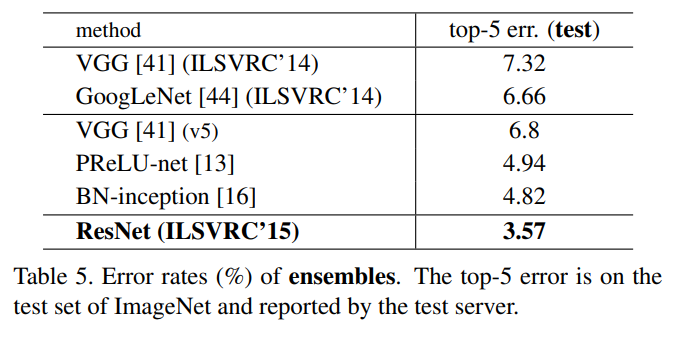 method top-5 err. (test)
VGG [41] (ILSVRC’14) 7.32
GoogLeNet [44] (ILSVRC’14) 6.66
VGG [41] (v5) 6.8
PReLU-net [13] 4.94
BN-inception [16] 4.82
ResNet (ILSVRC’15) 3.57
Table 5. Error rates (%) of ensembles. The top-5 error is on the
test set of ImageNet and reported by the test server.